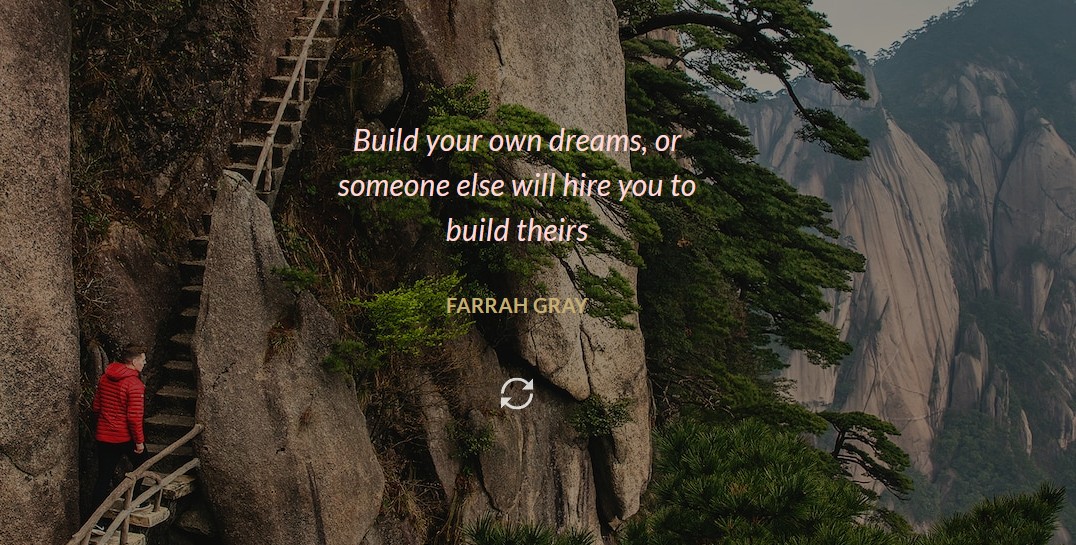 Build your own dreams, or
someone else will hire you to
build theirs
FARRAH GRAY